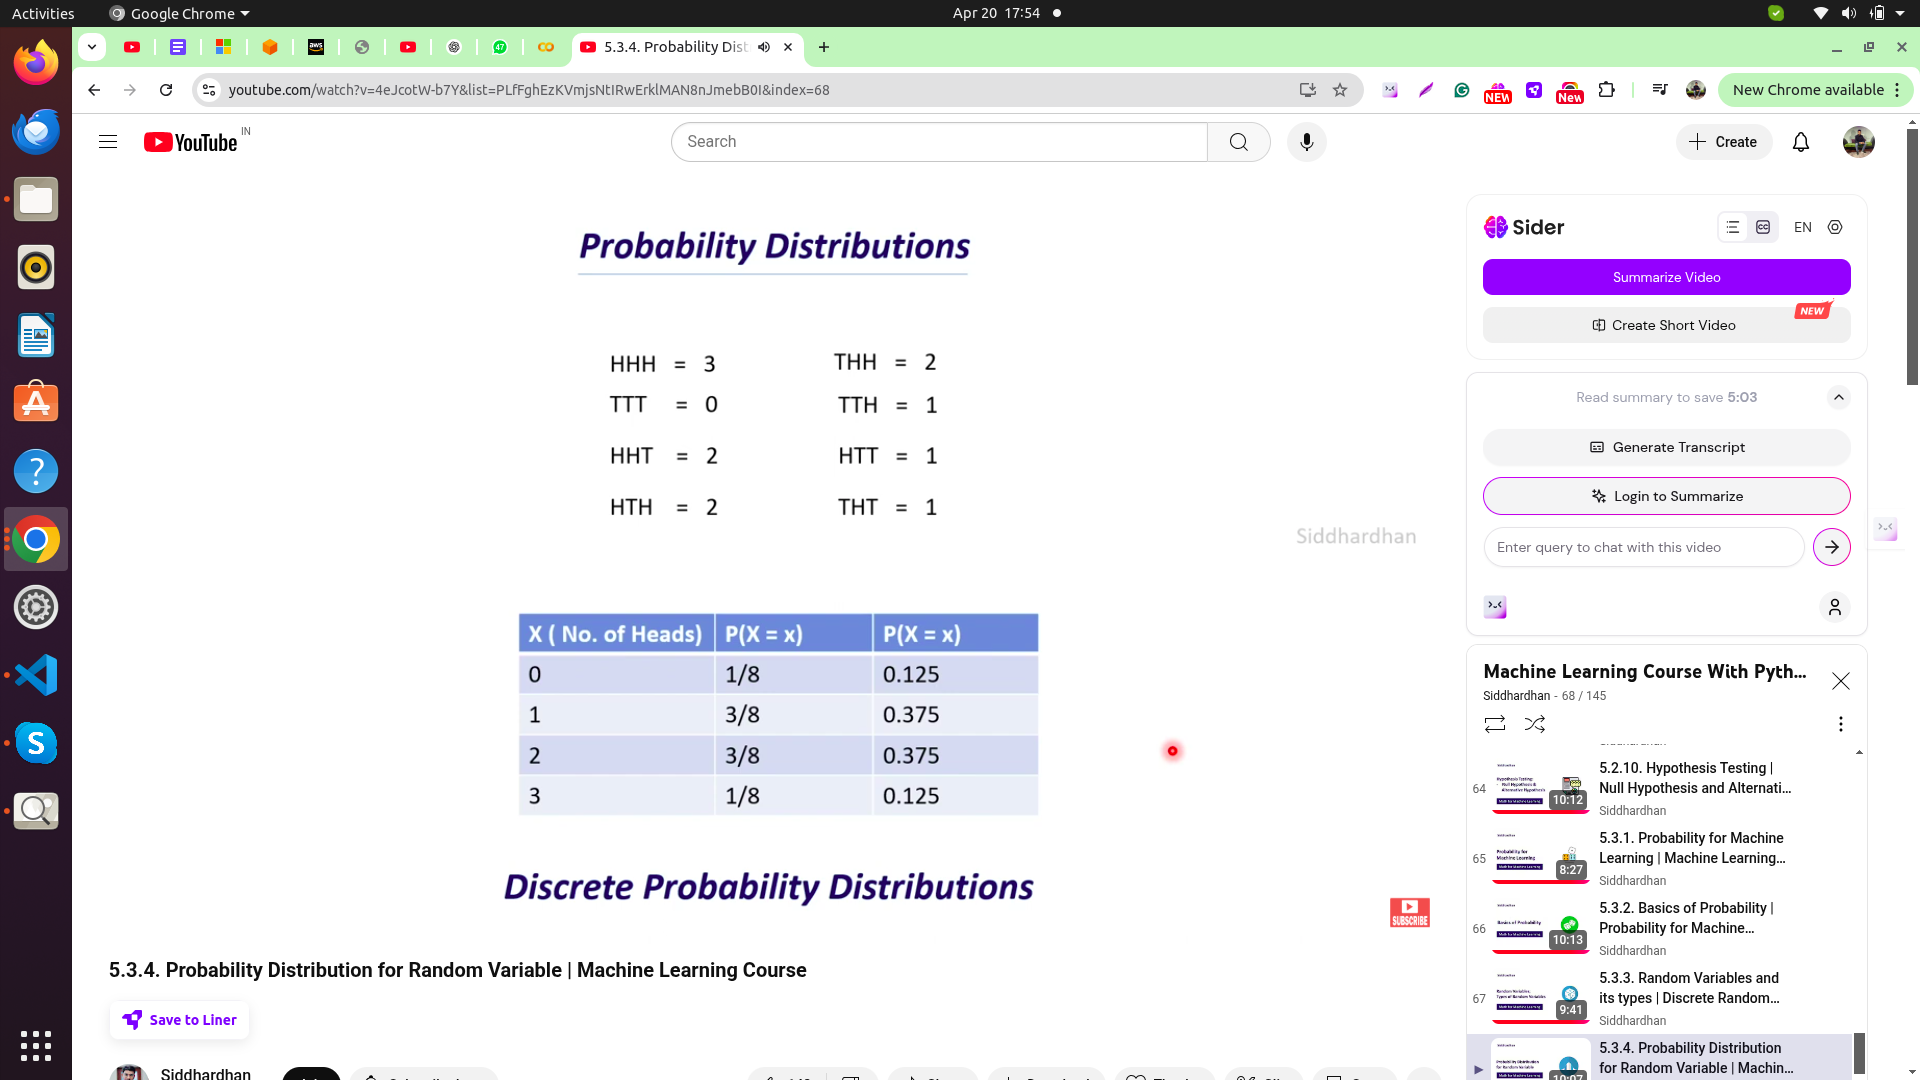 Activities
Google Chrome
Apr 20 17:54
5.3.4. Probability Dist
youtube.com/watch?v=4eJcotW-b7Y&list=PLfFghEzKVmjsNtIRwErklMAN8nJmebB0I&index=68
NEW
New
New Chrome available
YouTube
IN
Search
Create
Probability Distributions
HHH = 3
THH = 2
TTT = 0
TTH = 1
HHT = 2
HTT = 1
HTH = 2
THT = 1
Siddhardhan
X ( No. of Heads) P(X = x) P(X = x)
0 1/8 0.125
1 3/8 0.375
2 3/8 0.375
3 1/8 0.125
Discrete Probability Distributions
SUBSCRIBE
5.3.4. Probability Distribution for Random Variable | Machine Learning Course
Save to Liner
Siddhardhan
Sider
EN
Summarize Video
NEW
Create Short Video
Read summary to save 5:03
Generate Transcript
Login to Summarize
Enter query to chat with this video
Machine Learning Course With Pyth...
Siddhardhan - 68 / 145
64
10:12
5.2.10. Hypothesis Testing |
Null Hypothesis and Alternati...
Siddhardhan
65
Probability for
Machine Learning
8:27
5.3.1. Probability for Machine
Learning | Machine Learning...
Siddhardhan
66
Basics of Probability
10:13
5.3.2. Basics of Probability |
Probability for Machine...
Siddhardhan
67
9:41
5.3.3. Random Variables and
its types | Discrete Random...
Siddhardhan
5.3.4. Probability Distribution
for Random Variable | Machin...